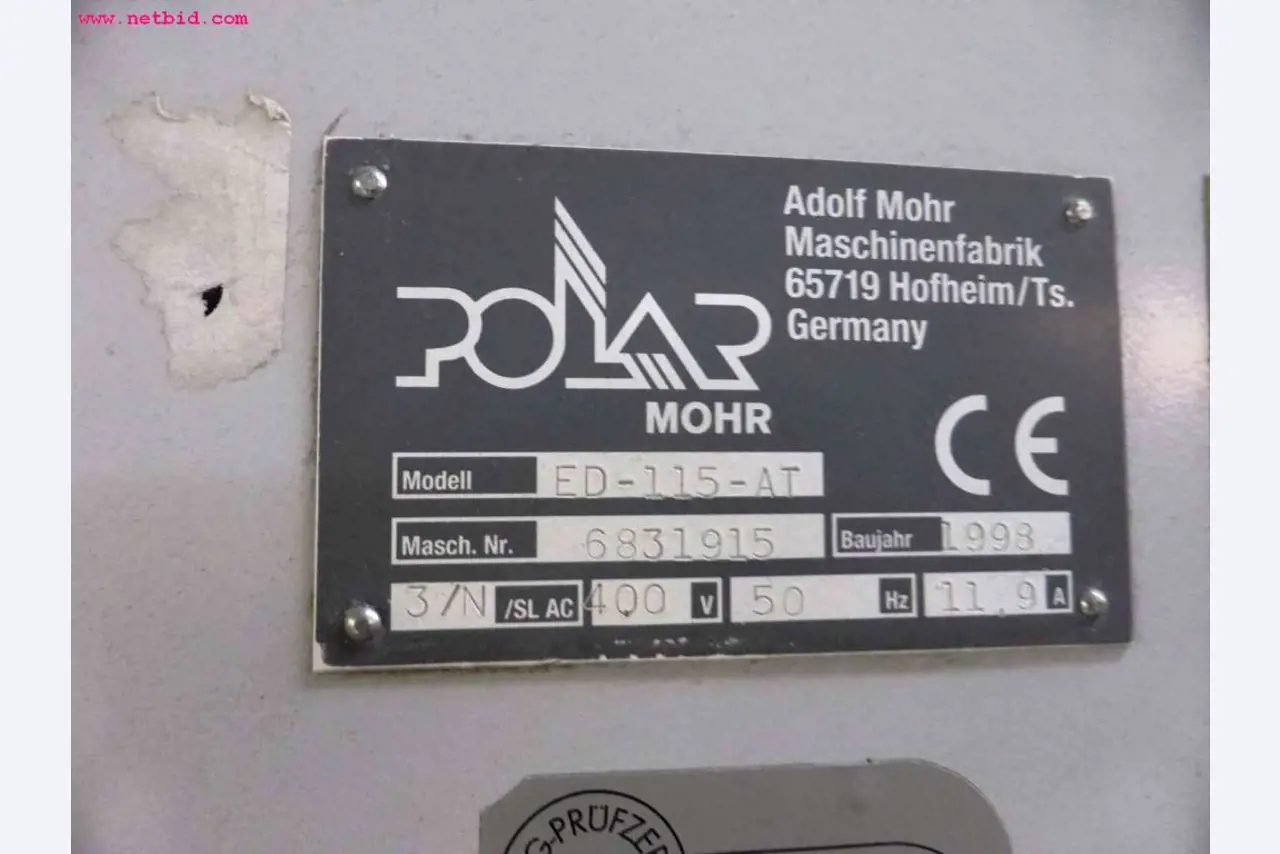 www.netbid.com
Adolf Mohr
Maschinenfabrik
65719 Hofheim/Ts.
Germany
POLAR
MOHR
CE
Modell ED-115-AT
Masch. Nr. 6831915 Baujahr 1998
3/N /SL AC 400 V 50 Hz 11,9 A
G-PRÜFZER